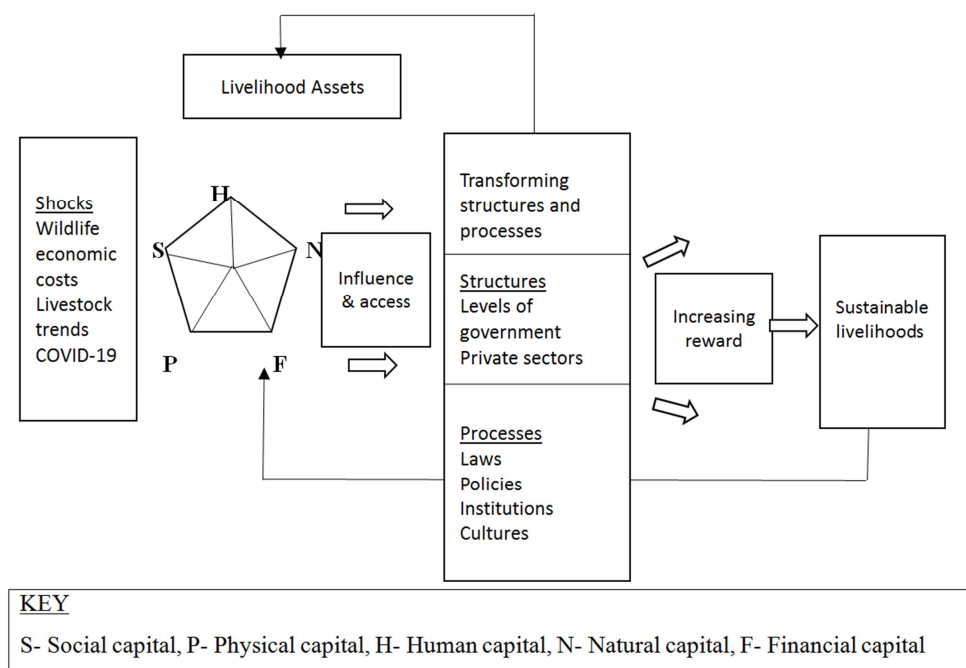 Livelihood Assets
Shocks
Wildlife
economic
costs
Livestock
trends
COVID-19
H
S
N
P
F
Influence
& access
Transforming
structures and
processes
Structures
Levels of
government
Private sectors
Processes
Laws
Policies
Institutions
Cultures
Increasing
reward
Sustainable
livelihoods
KEY
S- Social capital, P- Physical capital, H- Human capital, N- Natural capital, F- Financial capital